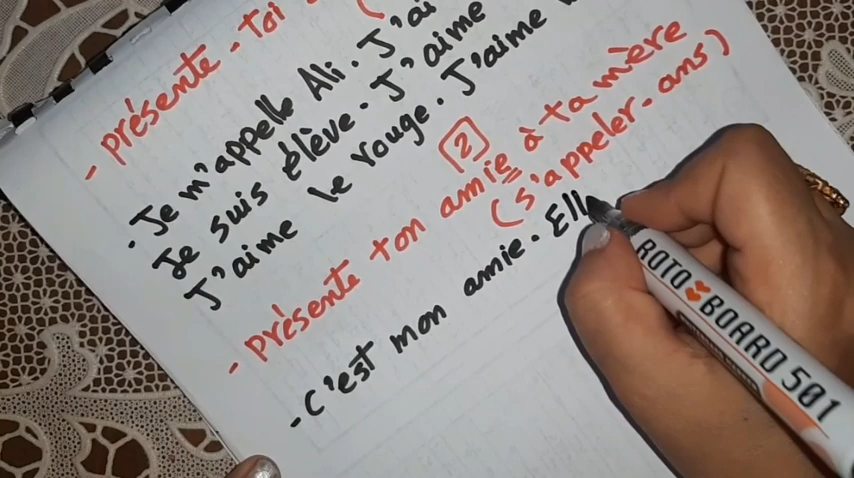 - présente-toi
. Je m'appelle Ali. J'ai
Je suis élève. J'aime
J'aime le rouge. J'aime
2
- présente ton amie à ta mère
(s'appeler-ans)
. C'est mon amie. Ell
ROTO♥BOARD 501